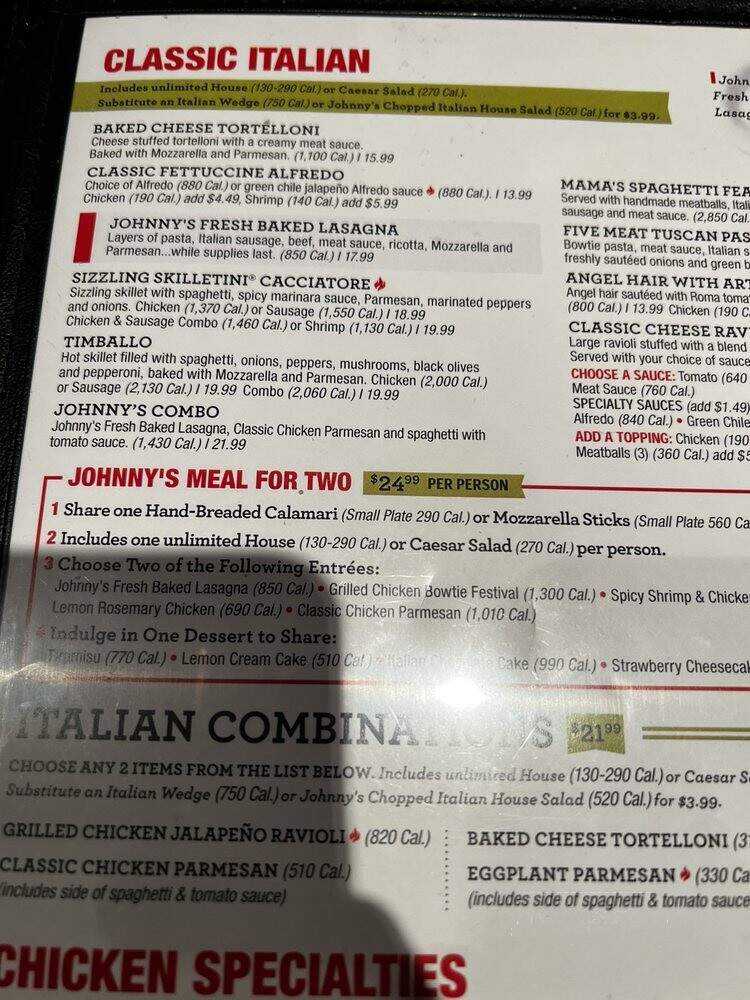 CLASSIC ITALIAN
Includes unlimited House (130-290 Cal.) or Caesar Salad (270 Cal.).
Substitute an Italian Wedge (750 Cal.) or Johnny's Chopped Italian House Salad (520 Cal.) for $3.99.
BAKED CHEESE TORTELLONI
Cheese stuffed tortelloni with a creamy meat sauce.
Baked with Mozzarella and Parmesan. (1,100 Cal.) I 15.99
CLASSIC FETTUCCINE ALFREDO
Choice of Alfredo (880 Cal.) or green chile jalapeño Alfredo sauce (880 Cal.). I 13.99
Chicken (190 Cal.) add $4.49, Shrimp (140 Cal.) add $5.99
JOHNNY'S FRESH BAKED LASAGNA
Layers of pasta, Italian sausage, beef, meat sauce, ricotta, Mozzarella and
Parmesan...while supplies last. (850 Cal.) I 17.99
SIZZLING SKILLETINI® CACCIATORE
Sizzling skillet with spaghetti, spicy marinara sauce, Parmesan, marinated peppers
and onions. Chicken (1,370 Cal.) or Sausage (1,550 Cal.) I 18.99
Chicken & Sausage Combo (1,460 Cal.) or Shrimp (1,130 Cal.) I 19.99
TIMBALLO
Hot skillet filled with spaghetti, onions, peppers, mushrooms, black olives
and pepperoni, baked with Mozzarella and Parmesan. Chicken (2,000 Cal.)
or Sausage (2,130 Cal.) I 19.99 Combo (2,060 Cal.) I 19.99
JOHNNY'S COMBO
Johnny's Fresh Baked Lasagna, Classic Chicken Parmesan and spaghetti with
tomato sauce. (1,430 Cal.) I 21.99
John
Fresh
Lasag
MAMA'S SPAGHETTI FEA
Served with handmade meatballs, Itali
sausage and meat sauce. (2,850 Cal.
FIVE MEAT TUSCAN PAS
Bowtie pasta, meat sauce, Italian s
freshly sautéed onions and green b
ANGEL HAIR WITH ART
Angel hair sautéed with Roma toma
(800 Cal.) I 13.99 Chicken (190 C
CLASSIC CHEESE RAV
Large ravioli stuffed with a blend
Served with your choice of sauce
CHOOSE A SAUCE: Tomato (640
Meat Sauce (760 Cal.)
SPECIALTY SAUCES (add $1.49)
Alfredo (840 Cal.) • Green Chile
ADD A TOPPING: Chicken (190
Meatballs (3) (360 Cal.) add $5
JOHNNY'S MEAL FOR TWO $24.99 PER PERSON
1 Share one Hand-Breaded Calamari (Small Plate 290 Cal.) or Mozzarella Sticks (Small Plate 560 Ca
2 Includes one unlimited House (130-290 Cal.) or Caesar Salad (270 Cal.) per person.
3 Choose Two of the Following Entrées:
Johnny's Fresh Baked Lasagna (850 Cal.) • Grilled Chicken Bowtie Festival (1,300 Cal.) • Spicy Shrimp & Chicke
Lemon Rosemary Chicken (690 Cal.) • Classic Chicken Parmesan (1,010 Cal.)
4 Indulge in One Dessert to Share:
Tiramisu (770 Cal.) • Lemon Cream Cake (510 Cal.) • Italian Cake (990 Cal.) • Strawberry Cheesecak
ITALIAN COMBINATIONS $21.99
CHOOSE ANY 2 ITEMS FROM THE LIST BELOW. Includes unlimited House (130-290 Cal.) or Caesar S
Substitute an Italian Wedge (750 Cal.) or Johnny's Chopped Italian House Salad (520 Cal.) for $3.99.
GRILLED CHICKEN JALAPEÑO RAVIOLI (820 Cal.)
CLASSIC CHICKEN PARMESAN (510 Cal.)
(includes side of spaghetti & tomato sauce)
BAKED CHEESE TORTELLONI (3
EGGPLANT PARMESAN (330 Ca
(includes side of spaghetti & tomato sauce
CHICKEN SPECIALTIES